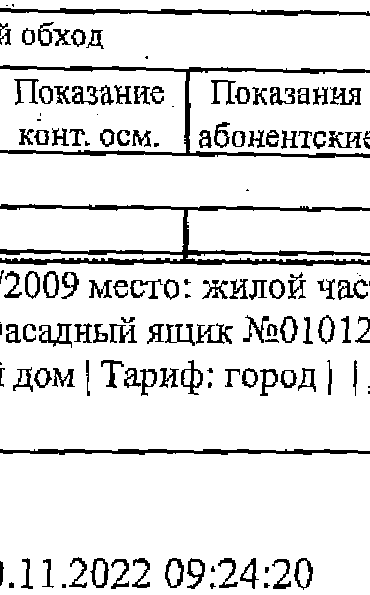 й обход
Показание Показания
конт. осм. абонентские
/2009 место: жилой час
фасадный ящик №01012
й дом | Тариф: город | |
0.11.2022 09:24:20